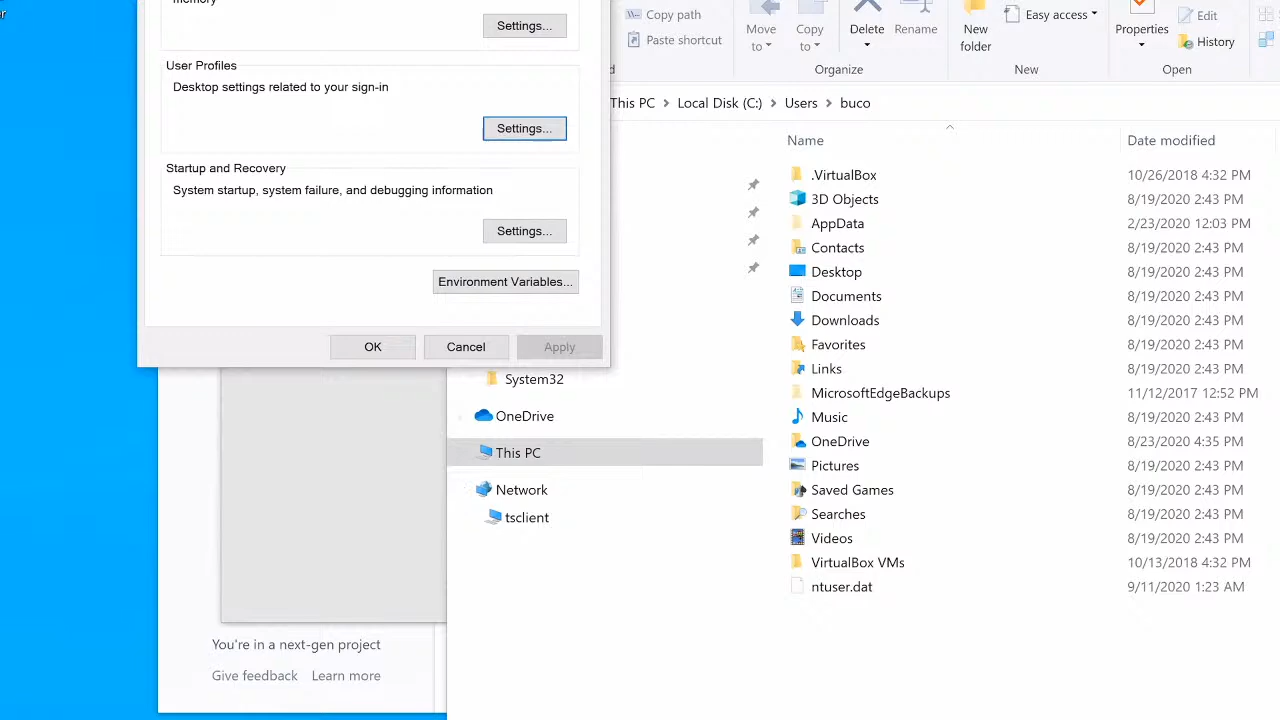 er
memory
Settings...
User Profiles
Desktop settings related to your sign-in
Settings...
Startup and Recovery
System startup, system failure, and debugging information
Settings...
Environment Variables...
OK Cancel Apply
Copy path
Paste shortcut
d
Move to
Copy to
Delete
Rename
Organize
New folder
Easy access
New
Properties
Edit
History
Open
This PC > Local Disk (C:) > Users > buco
Name Date modified
.VirtualBox 10/26/2018 4:32 PM
3D Objects 8/19/2020 2:43 PM
AppData 2/23/2020 12:03 PM
Contacts 8/19/2020 2:43 PM
Desktop 8/19/2020 2:43 PM
Documents 8/19/2020 2:43 PM
Downloads 8/19/2020 2:43 PM
Favorites 8/19/2020 2:43 PM
Links 8/19/2020 2:43 PM
MicrosoftEdgeBackups 11/12/2017 12:52 PM
Music 8/19/2020 2:43 PM
OneDrive 8/23/2020 4:35 PM
Pictures 8/19/2020 2:43 PM
Saved Games 8/19/2020 2:43 PM
Searches 8/19/2020 2:43 PM
Videos 8/19/2020 2:43 PM
VirtualBox VMs 10/13/2018 4:32 PM
ntuser.dat 9/11/2020 1:23 AM
System32
OneDrive
This PC
Network
tsclient
You're in a next-gen project
Give feedback Learn more